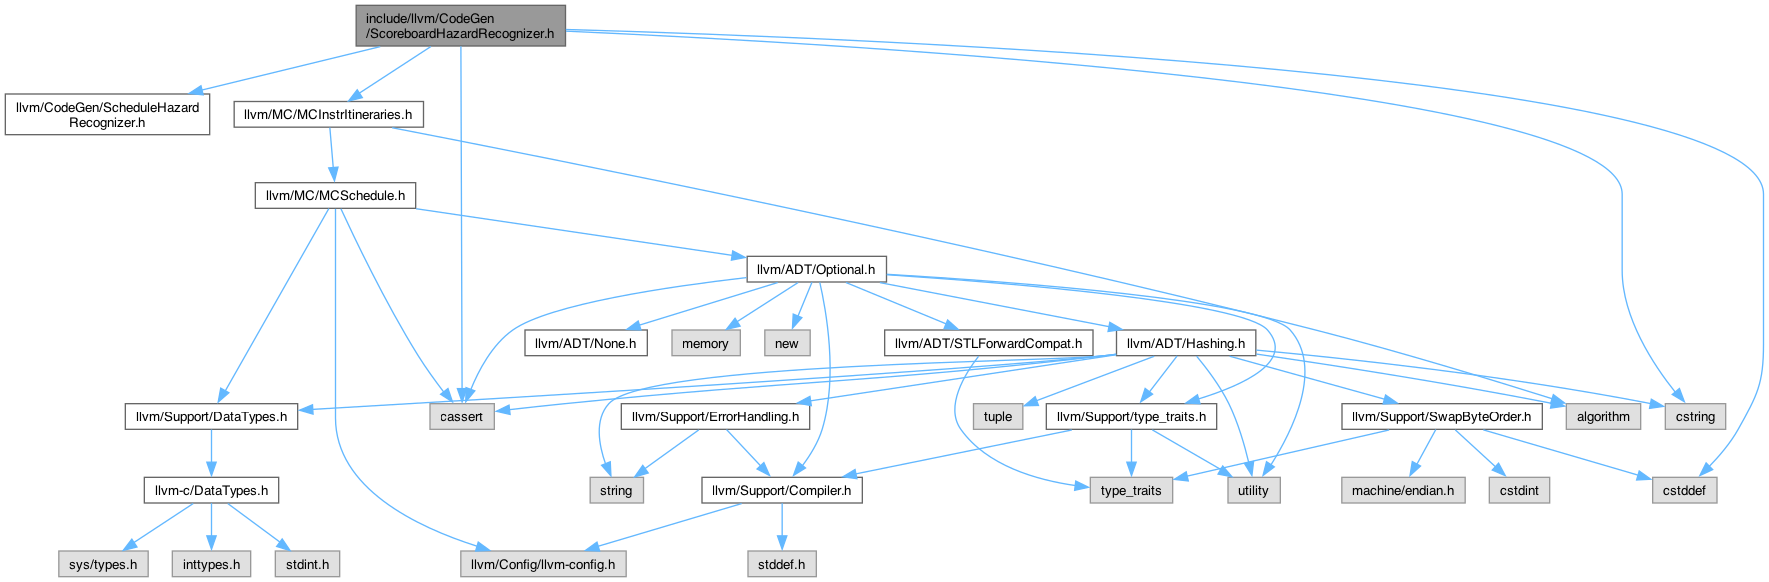 include/llvm/CodeGen
/ScoreboardHazardRecognizer.h
llvm/CodeGen/ScheduleHazard
Recognizer.h
llvm/MC/MCInstrItineraries.h
llvm/MC/MCSchedule.h
llvm/ADT/Optional.h
llvm/ADT/None.h
memory
new
llvm/ADT/STLForwardCompat.h
llvm/ADT/Hashing.h
llvm/Support/DataTypes.h
cassert
llvm/Support/ErrorHandling.h
tuple
llvm/Support/type_traits.h
llvm/Support/SwapByteOrder.h
algorithm
cstring
llvm-c/DataTypes.h
string
llvm/Support/Compiler.h
type_traits
utility
machine/endian.h
cstdint
cstddef
sys/types.h
inttypes.h
stdint.h
llvm/Config/llvm-config.h
stddef.h